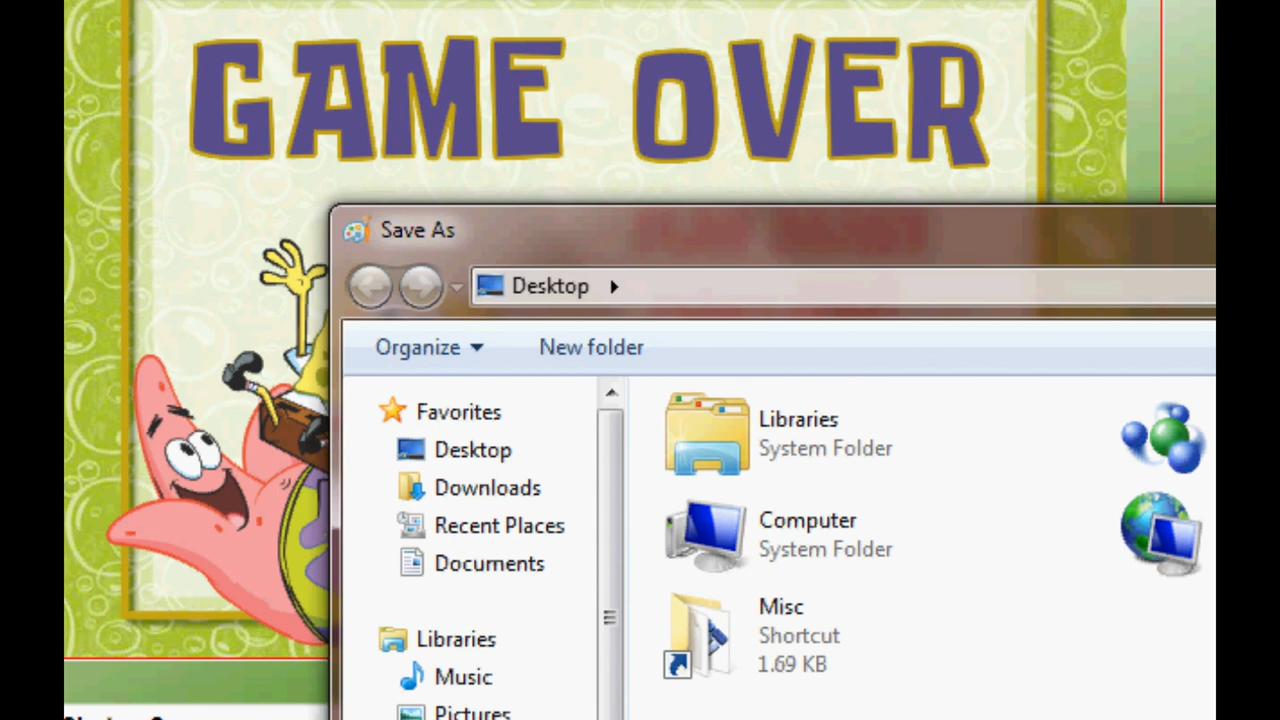 GAME OVER
Save As
Desktop
Organize
New folder
Favorites
Desktop
Downloads
Recent Places
Documents
Libraries
Music
Pictures
Libraries
System Folder
Computer
System Folder
Misc
Shortcut
1.69 KB